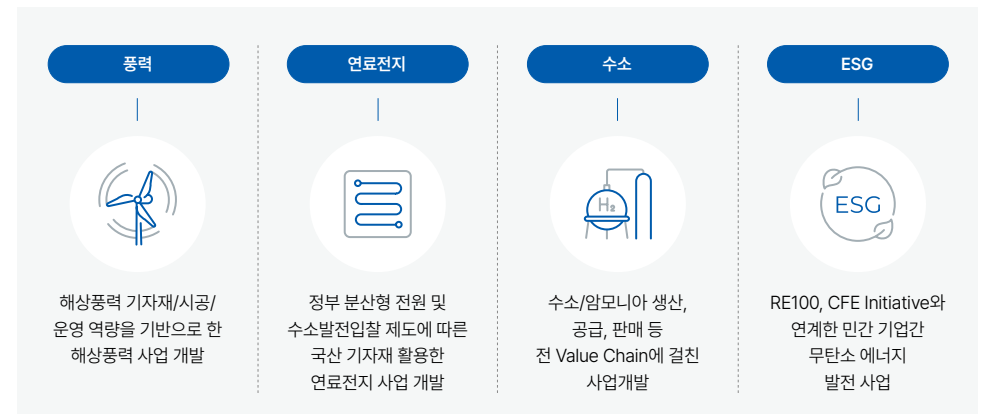 풍력
해상풍력 기자재/시공/
운영 역량을 기반으로 한
해상풍력 사업 개발
연료전지
정부 분산형 전원 및
수소발전입찰 제도에 따른
국산 기자재 활용한
연료전지 사업 개발
수소
H₂
수소/암모니아 생산,
공급, 판매 등
전 Value Chain에 걸친
사업개발
ESG
ESG
RE100, CFE Initiative와
연계한 민간 기업간
무탄소 에너지
발전 사업